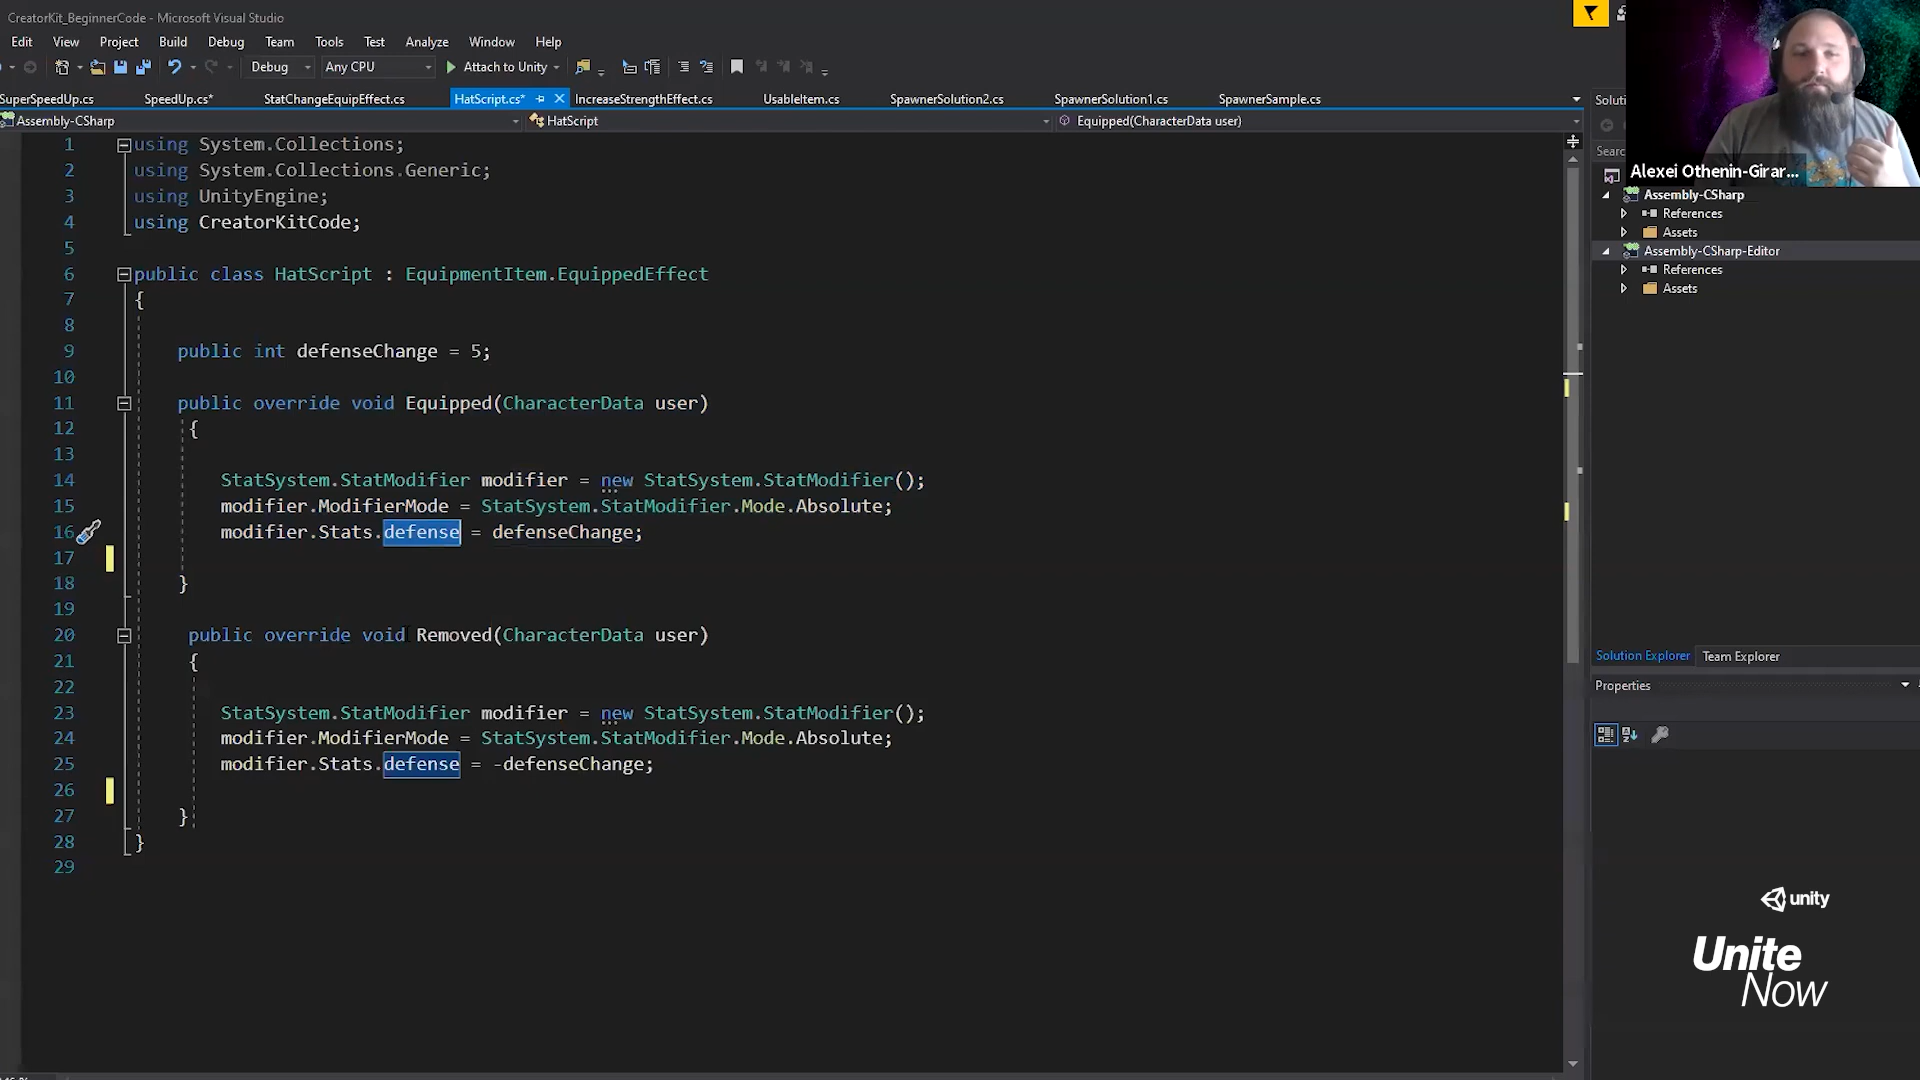 CreatorKit_BeginnerCode - Microsoft Visual Studio
Edit View Project Build Debug Team Tools Test Analyze Window Help
Debug Any CPU Attach to Unity
SuperSpeedUp.cs SpeedUp.cs* StatChangeEquipEffect.cs HatScript.cs* IncreaseStrengthEffect.cs UsableItem.cs SpawnerSolution2.cs SpawnerSolution1.cs SpawnerSample.cs
Assembly-CSharp HatScript Equipped(CharacterData user)
1 using System.Collections;
2 using System.Collections.Generic;
3 using UnityEngine;
4 using CreatorKitCode;
5
6 public class HatScript : EquipmentItem.EquippedEffect
7 {
8
9 public int defenseChange = 5;
10
11 public override void Equipped(CharacterData user)
12 {
13
14 StatSystem.StatModifier modifier = new StatSystem.StatModifier();
15 modifier.ModifierMode = StatSystem.StatModifier.Mode.Absolute;
16 modifier.Stats.defense = defenseChange;
17
18 }
19
20 public override void Removed(CharacterData user)
21 {
22
23 StatSystem.StatModifier modifier = new StatSystem.StatModifier();
24 modifier.ModifierMode = StatSystem.StatModifier.Mode.Absolute;
25 modifier.Stats.defense = -defenseChange;
26
27 }
28 }
29
Alexei Othenin-Girar...
Assembly-CSharp
References
Assets
Assembly-CSharp-Editor
References
Assets
Solution Explorer Team Explorer
Properties
unity
Unite
Now